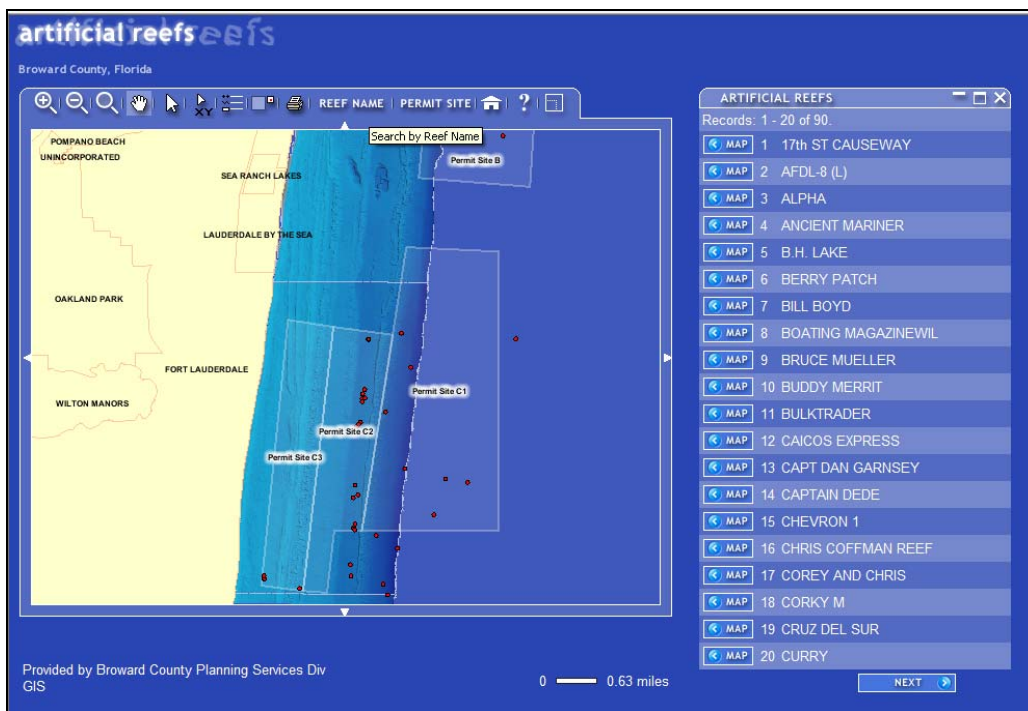 artificial reefs
Broward County, Florida
XY
REEF NAME
PERMIT SITE
?
Search by Reef Name
POMPANO BEACH
UNINCORPORATED
SEA RANCH LAKES
Permit Site B
LAUDERDALE BY THE SEA
OAKLAND PARK
FORT LAUDERDALE
WILTON MANORS
Permit Site C1
Permit Site C2
Permit Site C3
Provided by Broward County Planning Services Div
GIS
0 0.63 miles
ARTIFICIAL REEFS
Records: 1 - 20 of 90.
MAP 1 17th ST CAUSEWAY
MAP 2 AFDL-8 (L)
MAP 3 ALPHA
MAP 4 ANCIENT MARINER
MAP 5 B.H. LAKE
MAP 6 BERRY PATCH
MAP 7 BILL BOYD
MAP 8 BOATING MAGAZINEWIL
MAP 9 BRUCE MUELLER
MAP 10 BUDDY MERRIT
MAP 11 BULKTRADER
MAP 12 CAICOS EXPRESS
MAP 13 CAPT DAN GARNSEY
MAP 14 CAPTAIN DEDE
MAP 15 CHEVRON 1
MAP 16 CHRIS COFFMAN REEF
MAP 17 COREY AND CHRIS
MAP 18 CORKY M
MAP 19 CRUZ DEL SUR
MAP 20 CURRY
NEXT